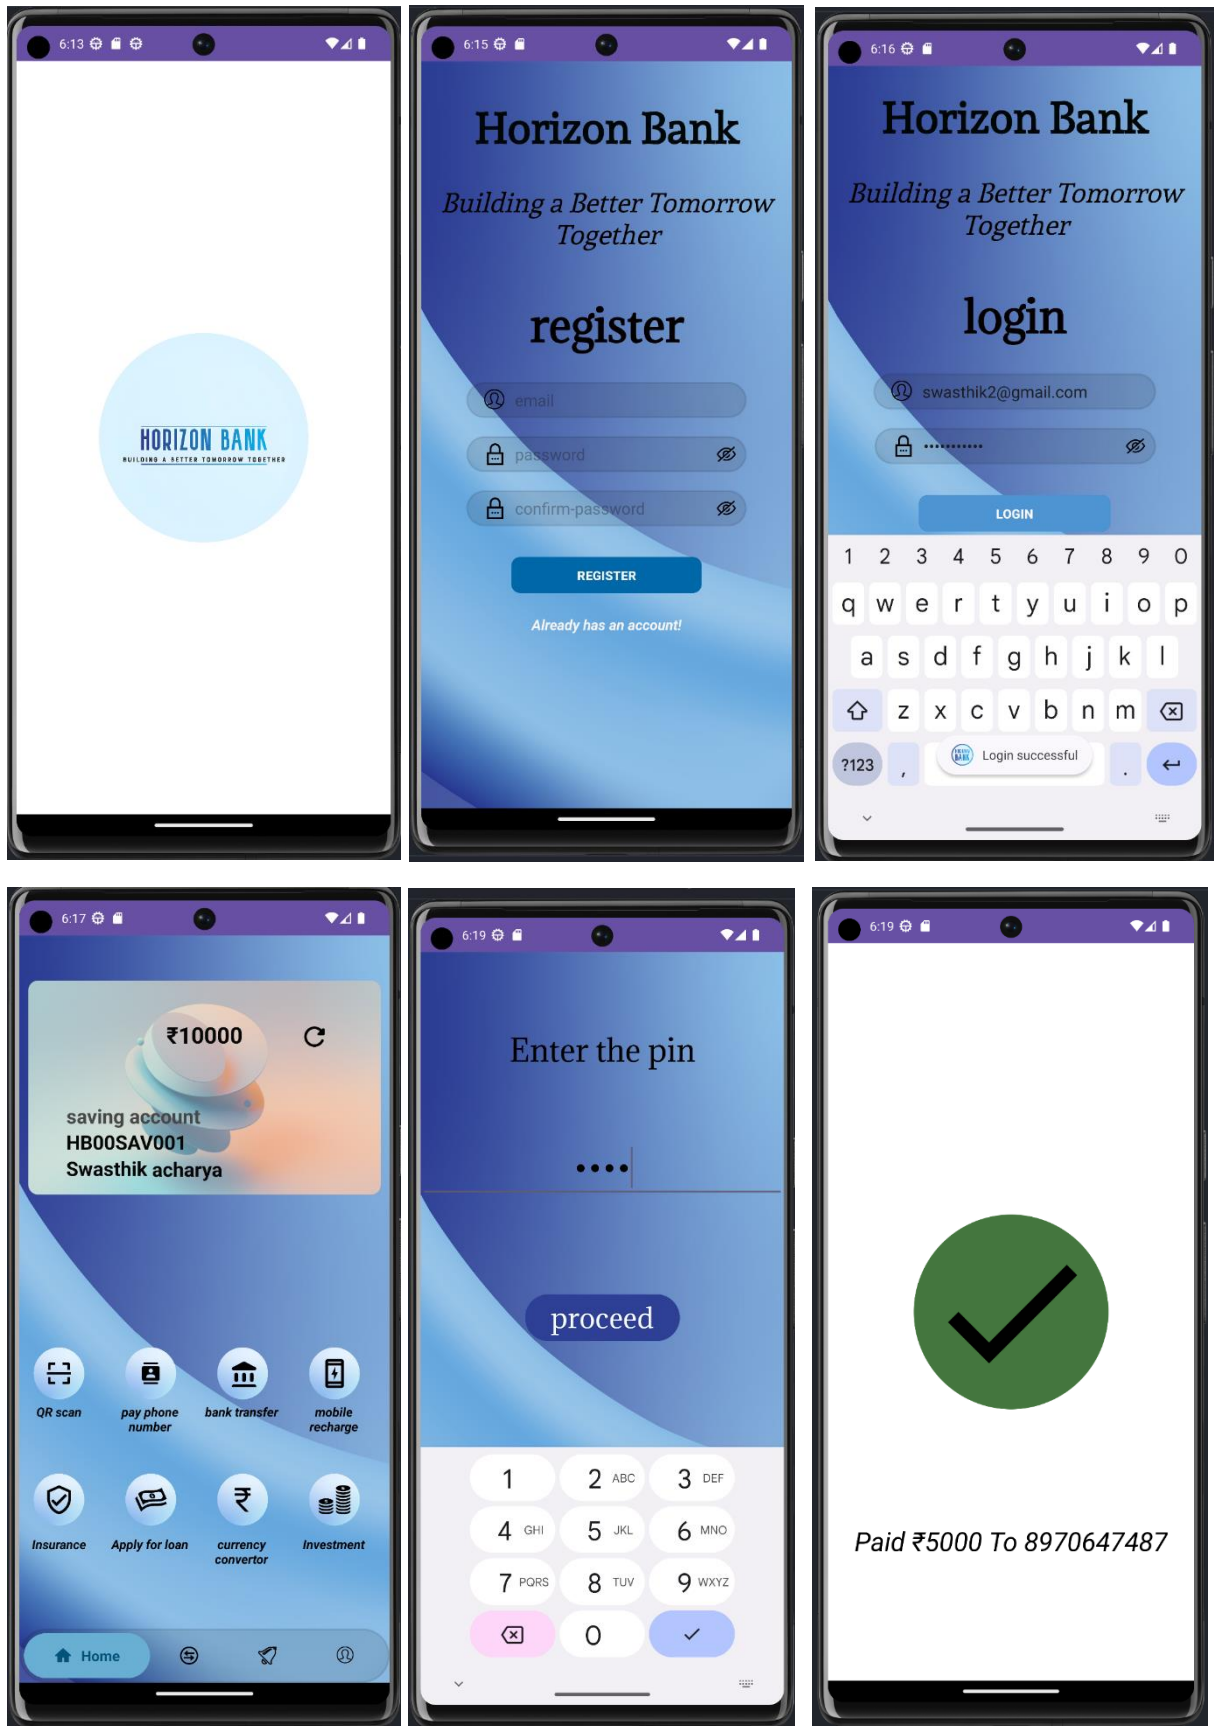 6:13
HORIZON BANK
BUILDING A BETTER TOMORROW TOGETHER
6:15
Horizon Bank
Building a Better Tomorrow
Together
register
email
password
confirm-password
REGISTER
Already has an account!
6:16
Horizon Bank
Building a Better Tomorrow
Together
login
swasthik2@gmail.com
•••••••••••
LOGIN
1 2 3 4 5 6 7 8 9 0
q w e r t y u i o p
a s d f g h j k l
z x c v b n m
?123 , .
Login successful
6:17
₹10000
saving account
HB00SAV001
Swasthik acharya
QR scan
pay phone
number
bank transfer
mobile
recharge
Insurance
Apply for loan
currency
convertor
Investment
Home
6:19
Enter the pin
••••
proceed
1 2 ABC 3 DEF
4 GHI 5 JKL 6 MNO
7 PQRS 8 TUV 9 WXYZ
0
6:19
Paid ₹5000 To 8970647487